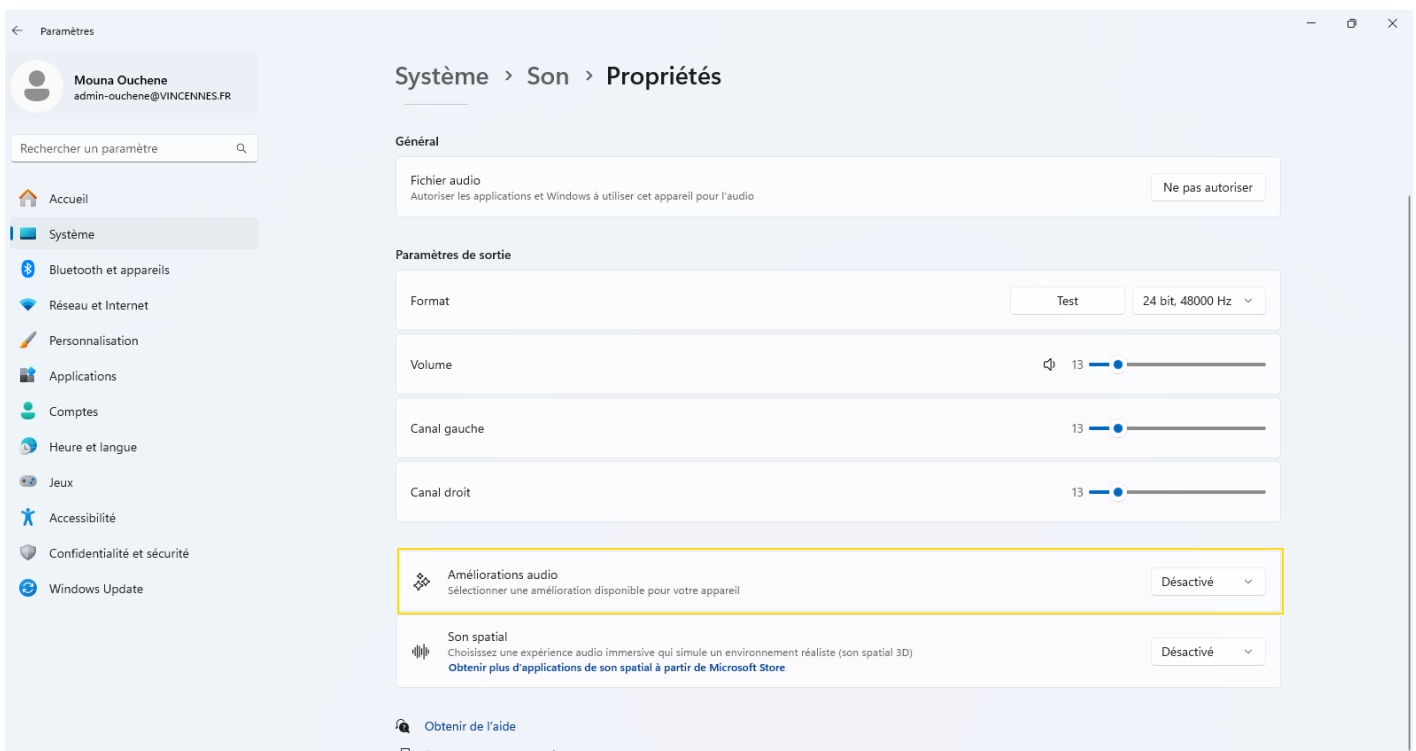 Paramètres
Mouna Ouchene
admin-ouchene@VINCENNES.FR
Rechercher un paramètre
Accueil
Système
Bluetooth et appareils
Réseau et Internet
Personnalisation
Applications
Comptes
Heure et langue
Jeux
Accessibilité
Confidentialité et sécurité
Windows Update
Système > Son > Propriétés
Général
Fichier audio
Autoriser les applications et Windows à utiliser cet appareil pour l'audio
Ne pas autoriser
Paramètres de sortie
Format
Test
24 bit, 48000 Hz
Volume
13
Canal gauche
13
Canal droit
13
Améliorations audio
Sélectionner une amélioration disponible pour votre appareil
Désactivé
Son spatial
Choisissez une expérience audio immersive qui simule un environnement réaliste (son spatial 3D)
Obtenir plus d'applications de son spatial à partir de Microsoft Store
Désactivé
Obtenir de l'aide